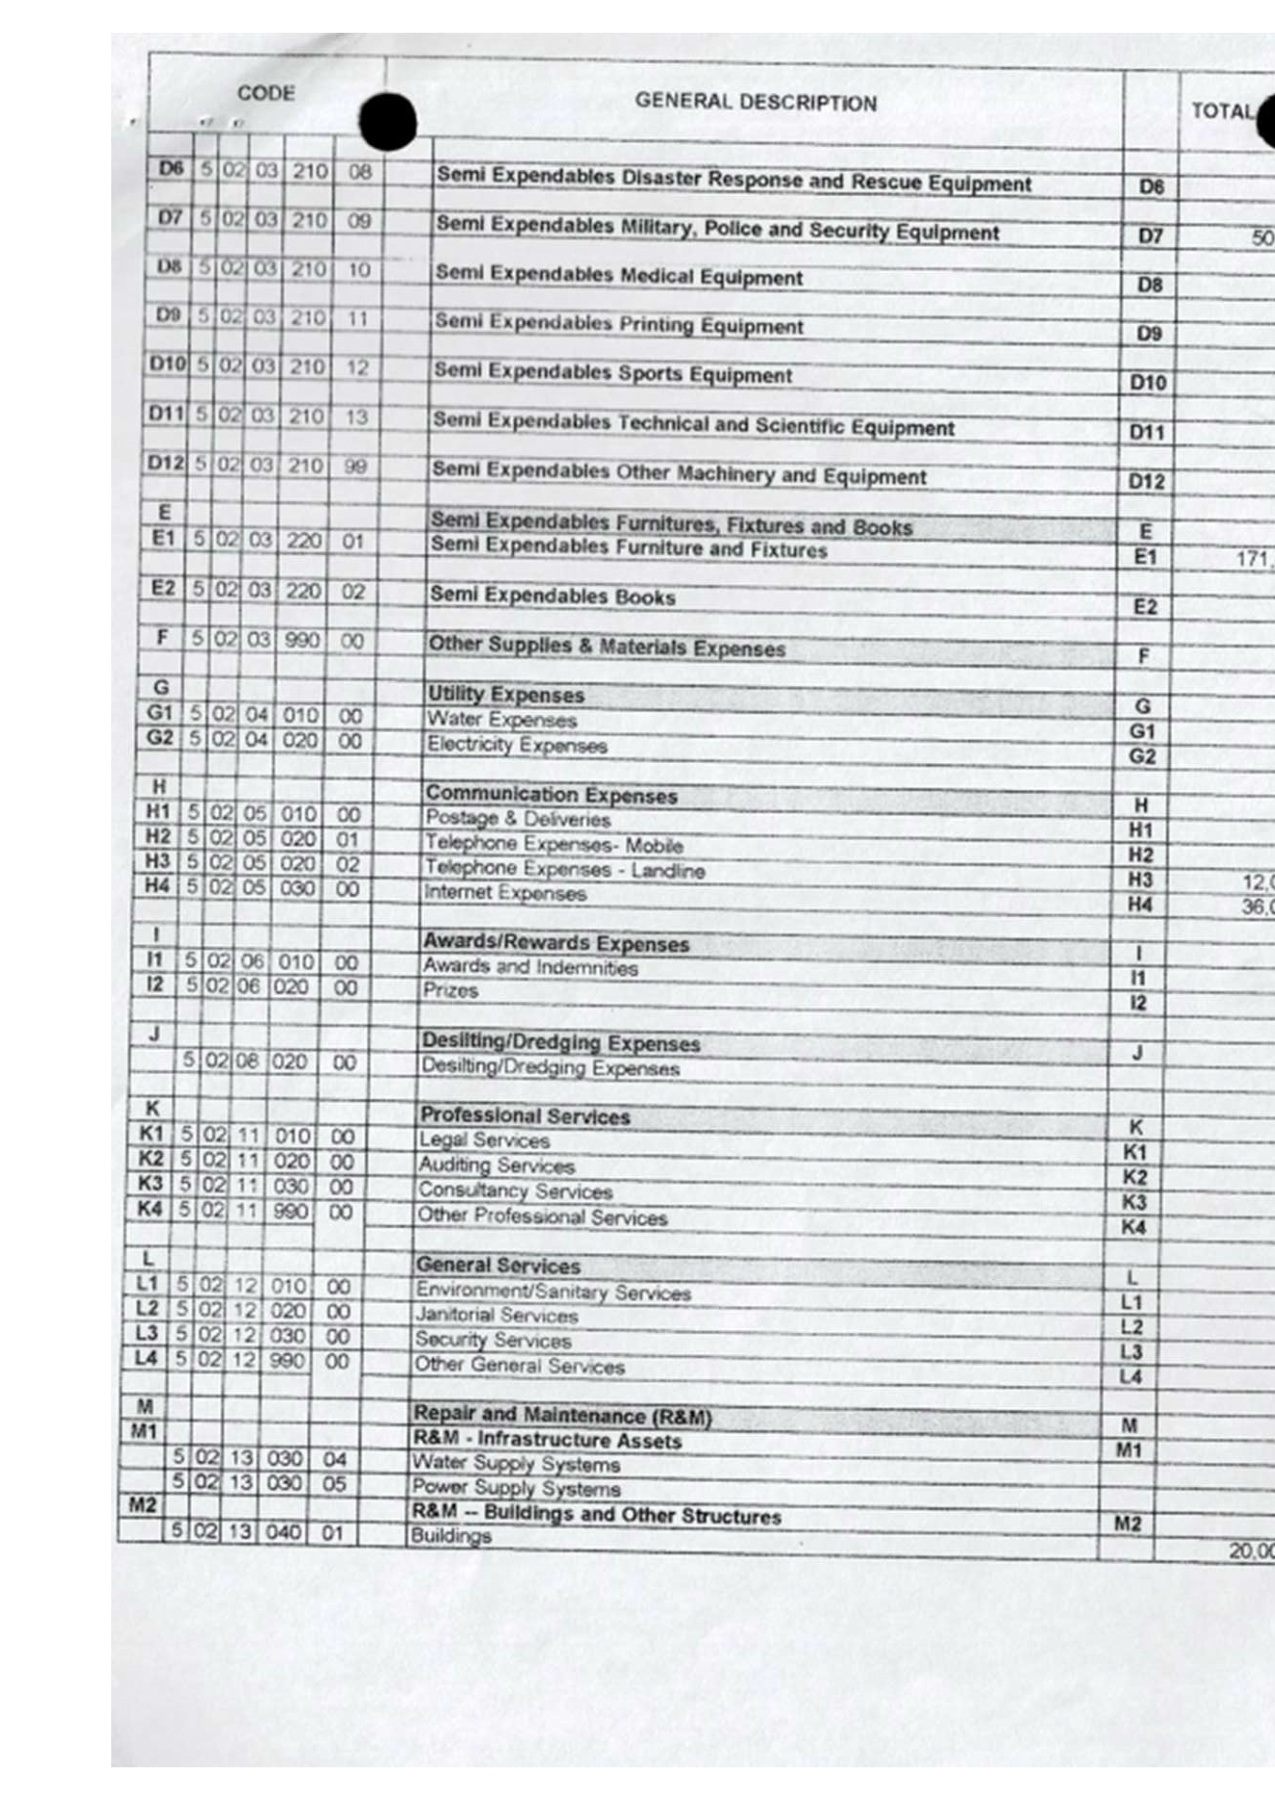 CODE GENERAL DESCRIPTION TOTAL
D6 5 02 03 210 08 Semi Expendables Disaster Response and Rescue Equipment D6
D7 5 02 03 210 09 Semi Expendables Military, Police and Security Equipment D7 50
D8 5 02 03 210 10 Semi Expendables Medical Equipment D8
D9 5 02 03 210 11 Semi Expendables Printing Equipment D9
D10 5 02 03 210 12 Semi Expendables Sports Equipment D10
D11 5 02 03 210 13 Semi Expendables Technical and Scientific Equipment D11
D12 5 02 03 210 99 Semi Expendables Other Machinery and Equipment D12
E Semi Expendables Furnitures, Fixtures and Books E
E1 5 02 03 220 01 Semi Expendables Furniture and Fixtures E1 171,
E2 5 02 03 220 02 Semi Expendables Books E2
F 5 02 03 990 00 Other Supplies & Materials Expenses F
G Utility Expenses G
G1 5 02 04 010 00 Water Expenses G1
G2 5 02 04 020 00 Electricity Expenses G2
H Communication Expenses H
H1 5 02 05 010 00 Postage & Deliveries H1
H2 5 02 05 020 01 Telephone Expenses- Mobile H2
H3 5 02 05 020 02 Telephone Expenses - Landline H3 12,0
H4 5 02 05 030 00 Internet Expenses H4 36,0
I Awards/Rewards Expenses I
I1 5 02 06 010 00 Awards and Indemnities I1
I2 5 02 06 020 00 Prizes I2
J Desilting/Dredging Expenses J
5 02 08 020 00 Desilting/Dredging Expenses
K Professional Services K
K1 5 02 11 010 00 Legal Services K1
K2 5 02 11 020 00 Auditing Services K2
K3 5 02 11 030 00 Consultancy Services K3
K4 5 02 11 990 00 Other Professional Services K4
L General Services L
L1 5 02 12 010 00 Environment/Sanitary Services L1
L2 5 02 12 020 00 Janitorial Services L2
L3 5 02 12 030 00 Security Services L3
L4 5 02 12 990 00 Other General Services L4
M Repair and Maintenance (R&M) M
M1 R&M - Infrastructure Assets M1
5 02 13 030 04 Water Supply Systems
5 02 13 030 05 Power Supply Systems
M2 R&M -- Buildings and Other Structures M2
5 02 13 040 01 Buildings 20,00